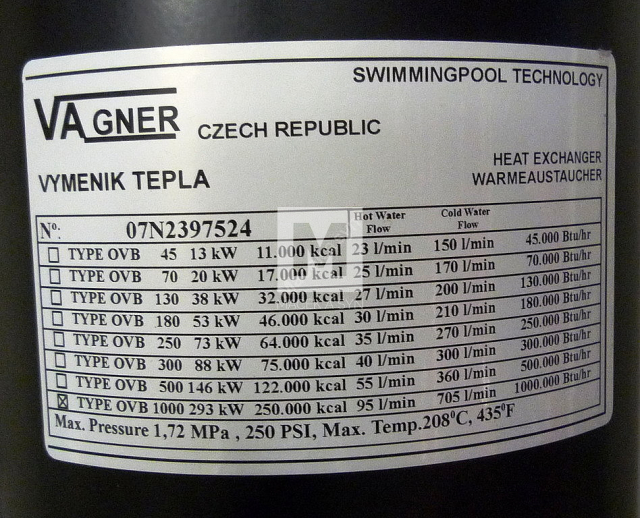 SWIMMINGPOOL TECHNOLOGY
VAGNER CZECH REPUBLIC
HEAT EXCHANGER
VYMENIK TEPLA WARMEAUSTAUCHER
Nº: 07N2397524 Hot Water Flow Cold Water Flow
☐ TYPE OVB 45 13 kW 11.000 kcal 23 l/min 150 l/min 45.000 Btu/hr
☐ TYPE OVB 70 20 kW 17.000 kcal 25 l/min 170 l/min 70.000 Btu/hr
☐ TYPE OVB 130 38 kW 32.000 kcal 27 l/min 200 l/min 130.000 Btu/hr
☐ TYPE OVB 180 53 kW 46.000 kcal 30 l/min 210 l/min 180.000 Btu/hr
☐ TYPE OVB 250 73 kW 64.000 kcal 35 l/min 270 l/min 250.000 Btu/hr
☐ TYPE OVB 300 88 kW 75.000 kcal 40 l/min 300 l/min 300.000 Btu/hr
☐ TYPE OVB 500 146 kW 122.000 kcal 55 l/min 360 l/min 500.000 Btu/hr
☒ TYPE OVB 1000 293 kW 250.000 kcal 95 l/min 705 l/min 1000.000 Btu/hr
Max. Pressure 1,72 MPa , 250 PSI, Max. Temp.208⁰C, 435⁰F